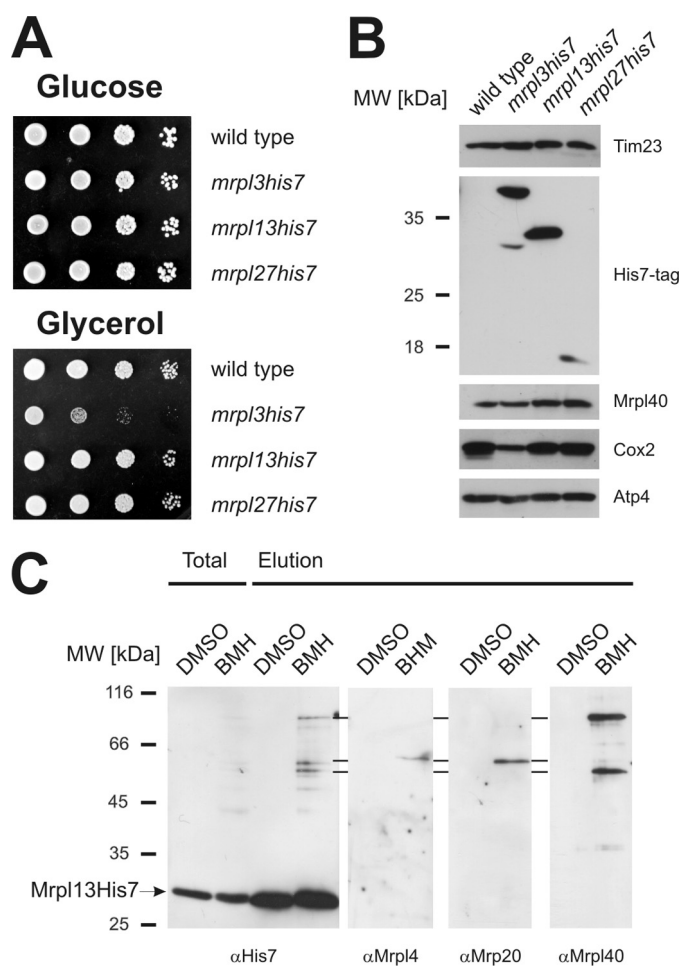 A
Glucose
wild type
mrpl3his7
mrpl13his7
mrpl27his7
Glycerol
wild type
mrpl3his7
mrpl13his7
mrpl27his7
B
MW [kDa]
wild type
mrpl3his7
mrpl13his7
mrpl27his7
Tim23
35
25
18
His7-tag
Mrpl40
Cox2
Atp4
C
Total Elution
MW [kDa]
DMSO BMH DMSO BMH DMSO BHM DMSO BMH DMSO BMH
116
66
45
35
Mrpl13His7
25
αHis7 αMrpl4 αMrp20 αMrpl40